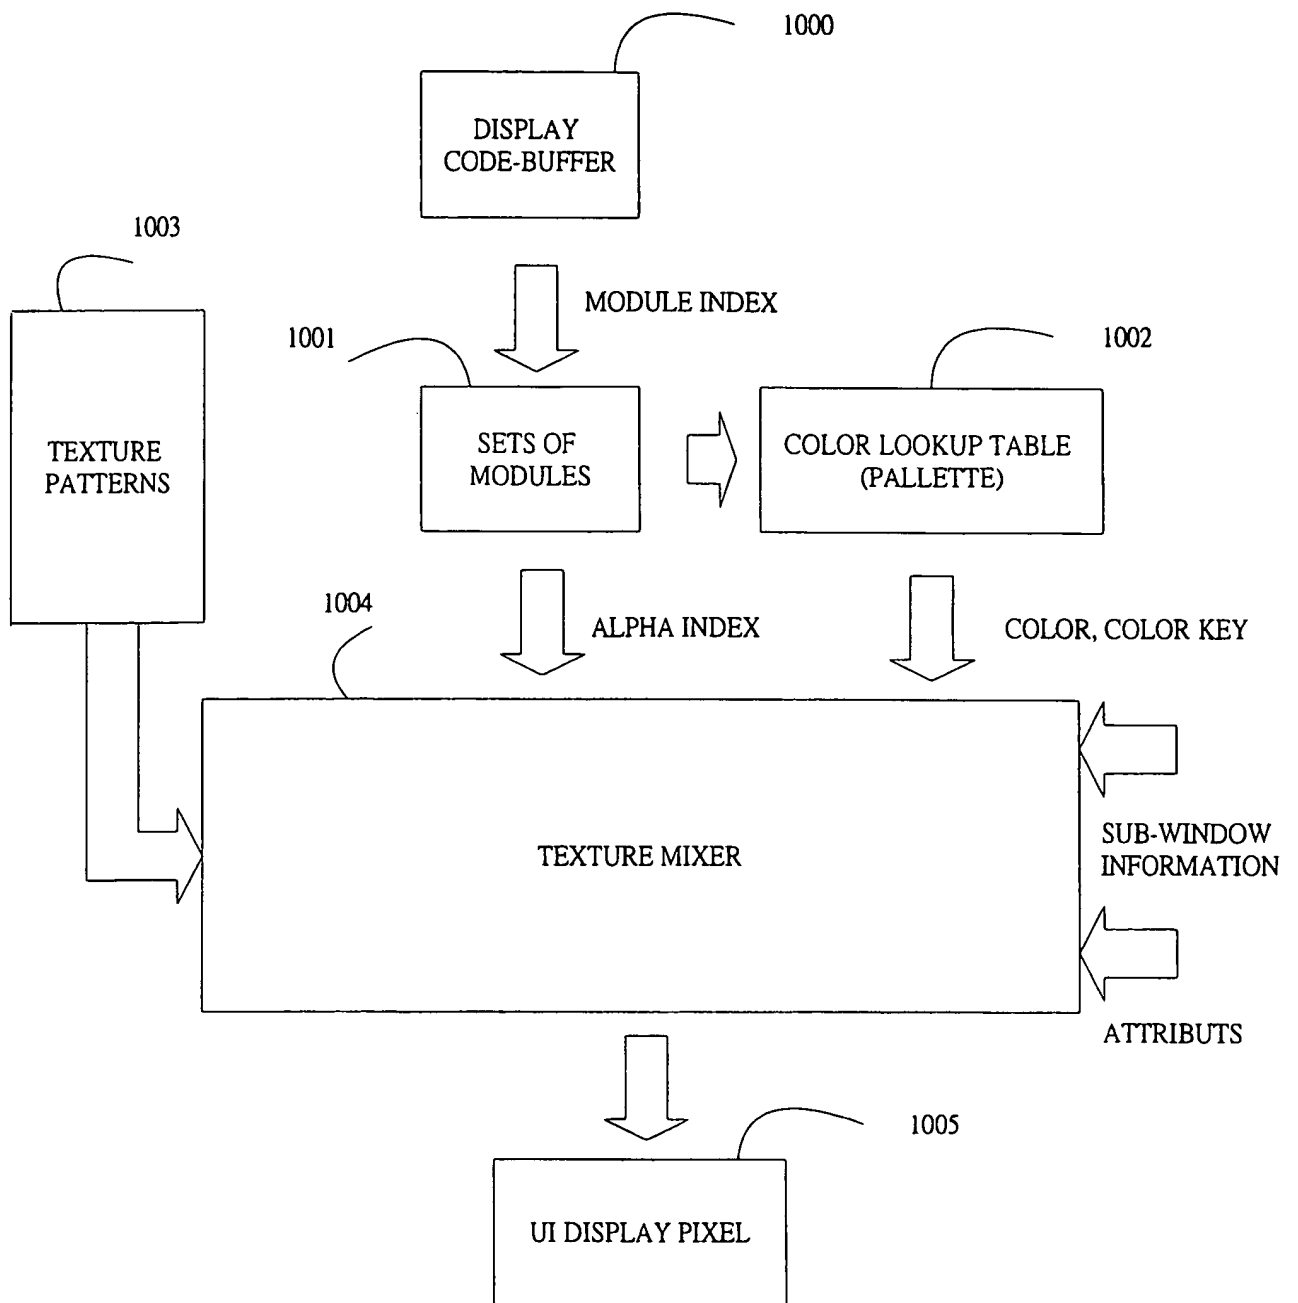 1000
DISPLAY
CODE-BUFFER
1003
MODULE INDEX
1001
1002
TEXTURE
PATTERNS
SETS OF
MODULES
COLOR LOOKUP TABLE
(PALLETTE)
1004
ALPHA INDEX
COLOR, COLOR KEY
TEXTURE MIXER
SUB-WINDOW
INFORMATION
ATTRIBUTS
1005
UI DISPLAY PIXEL